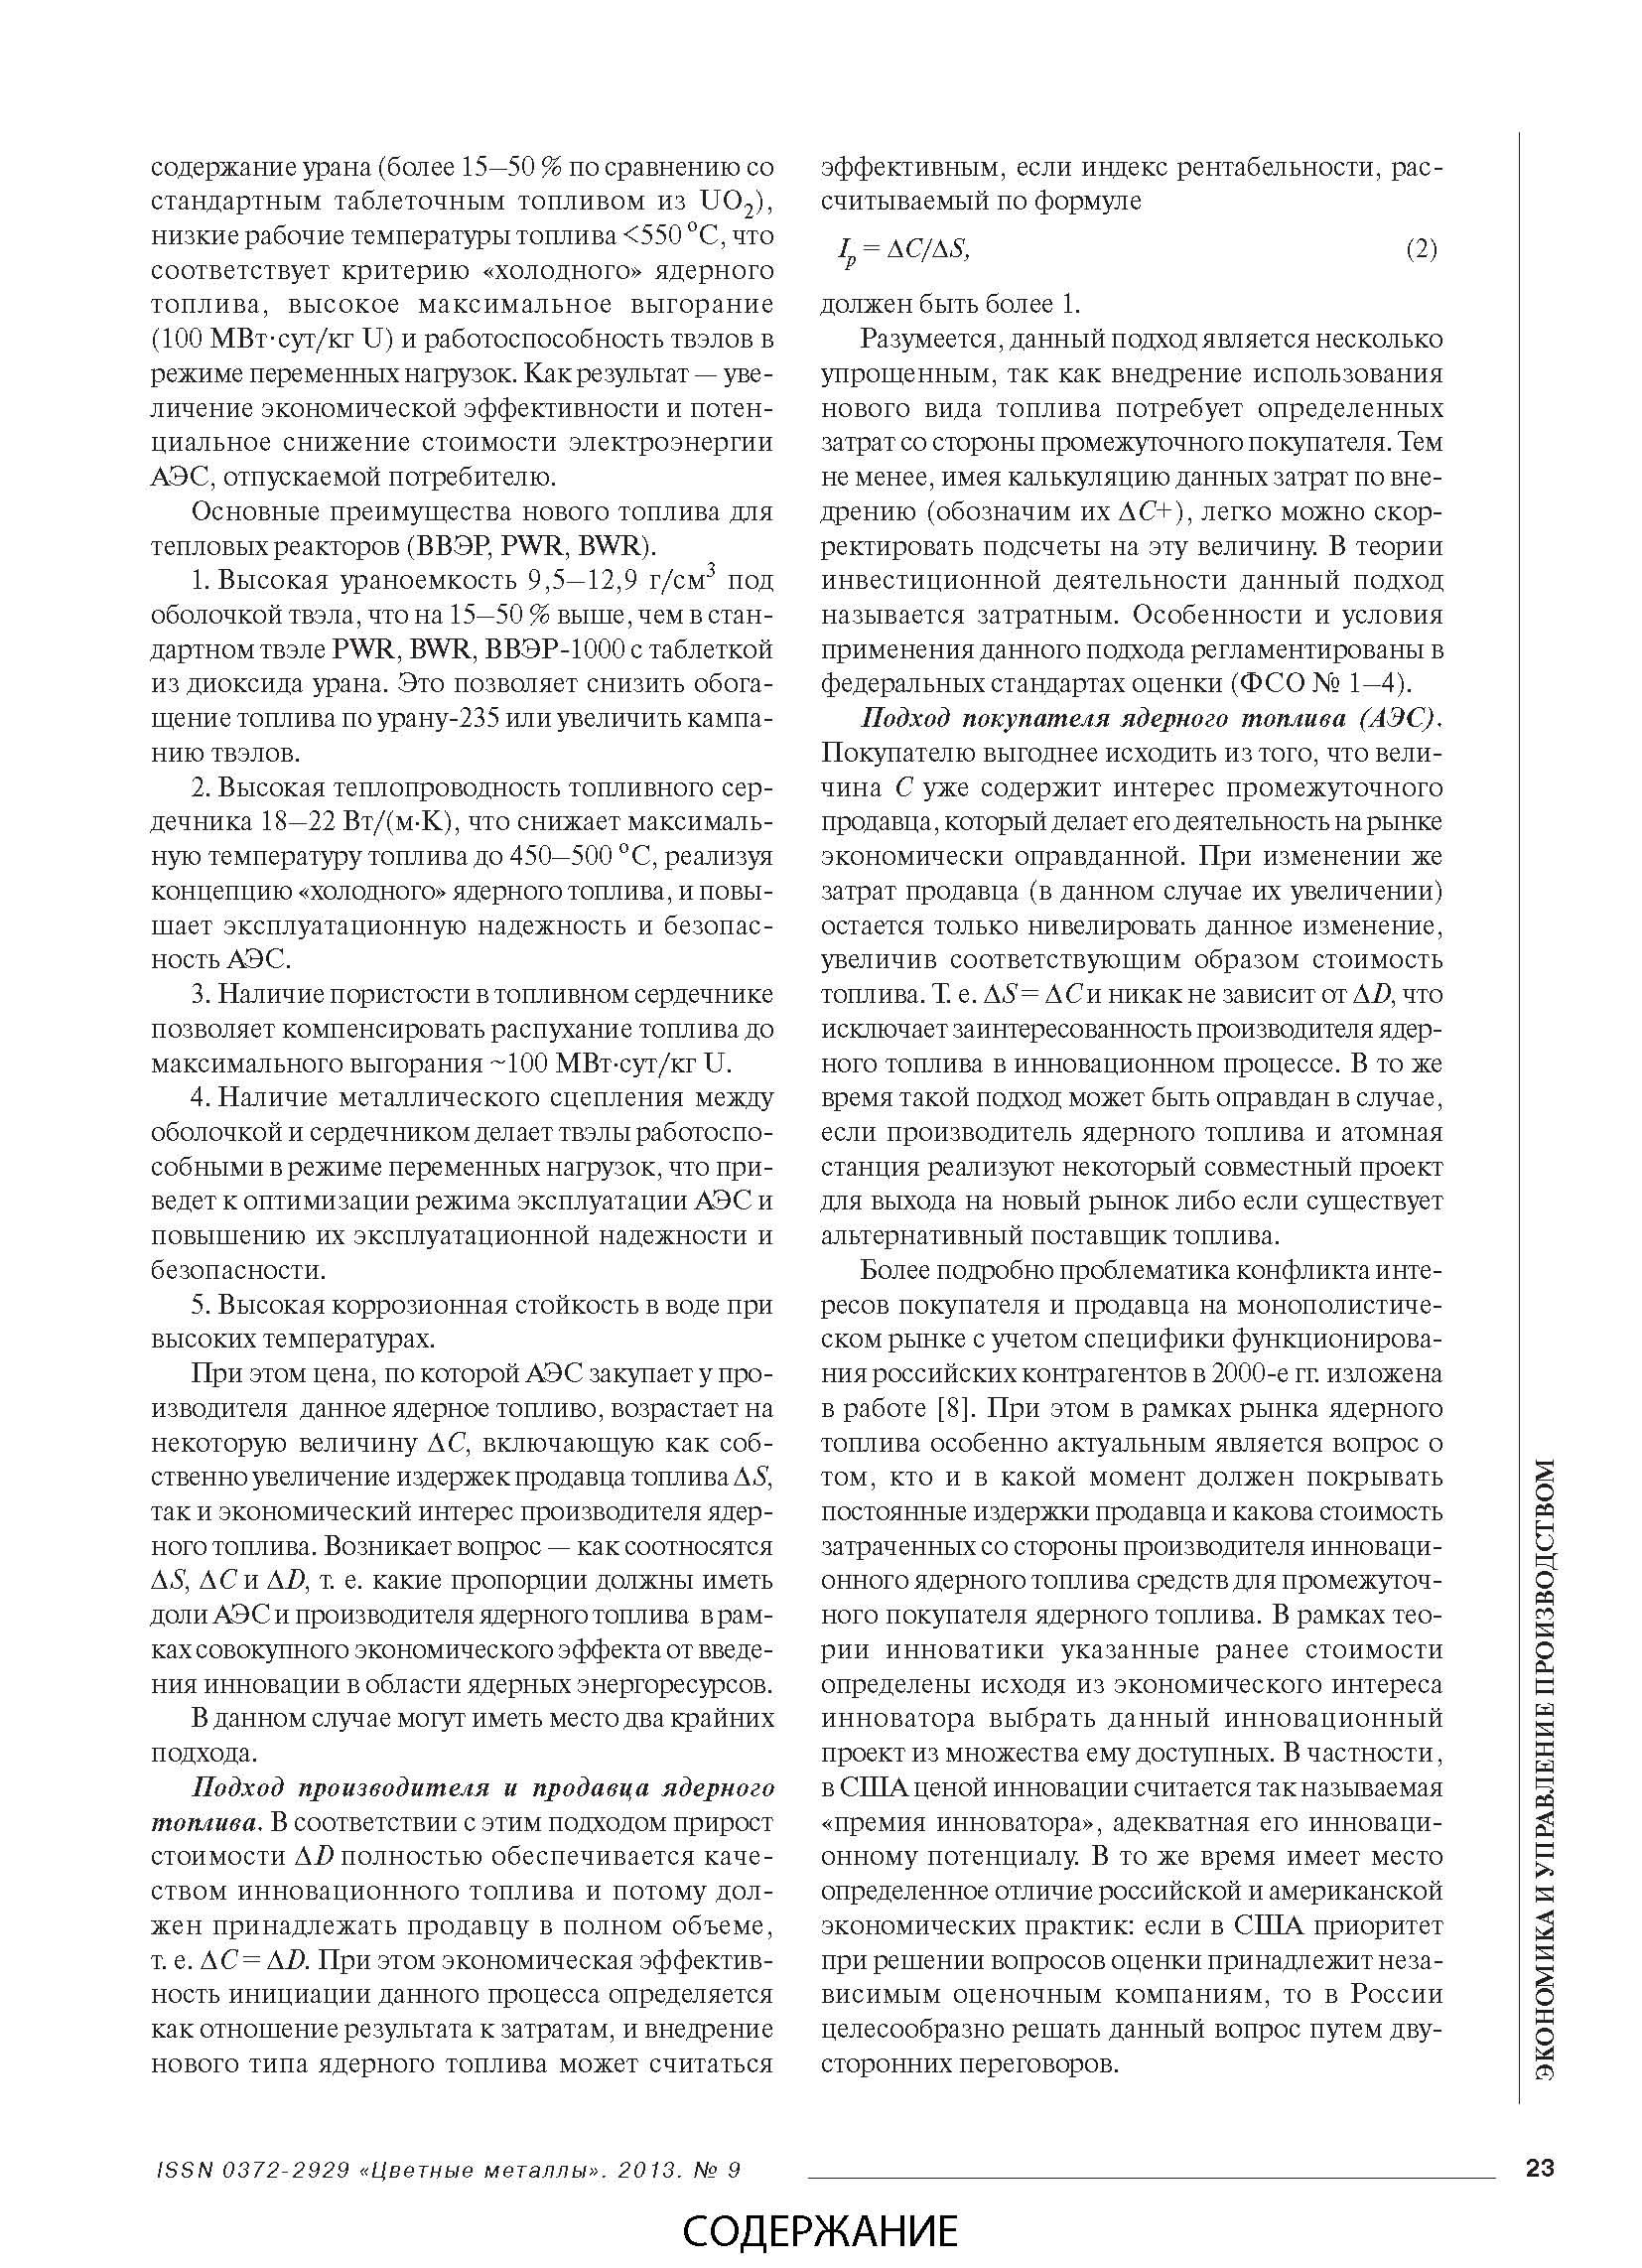 содержание урана (более 15–50 % по сравнению со
стандартным таблеточным топливом из UO₂),
низкие рабочие температуры топлива <550 °С, что
соответствует критерию «холодного» ядерного
топлива, высокое максимальное выгорание
(100 МВт·сут/кг U) и работоспособность твэлов в
режиме переменных нагрузок. Как результат — уве-
личение экономической эффективности и потен-
циальное снижение стоимости электроэнергии
АЭС, отпускаемой потребителю.
Основные преимущества нового топлива для
тепловых реакторов (ВВЭР, PWR, BWR).
1. Высокая ураноемкость 9,5–12,9 г/см³ под
оболочкой твэла, что на 15–50 % выше, чем в стан-
дартном твэле PWR, BWR, ВВЭР-1000 с таблеткой
из диоксида урана. Это позволяет снизить обога-
щение топлива по урану-235 или увеличить кампа-
нию твэлов.
2. Высокая теплопроводность топливного сер-
дечника 18–22 Вт/(м·К), что снижает максималь-
ную температуру топлива до 450–500 °С, реализуя
концепцию «холодного» ядерного топлива, и повы-
шает эксплуатационную надежность и безопас-
ность АЭС.
3. Наличие пористости в топливном сердечнике
позволяет компенсировать распухание топлива до
максимального выгорания ~100 МВт·сут/кг U.
4. Наличие металлического сцепления между
оболочкой и сердечником делает твэлы работоспо-
собными в режиме переменных нагрузок, что при-
ведет к оптимизации режима эксплуатации АЭС и
повышению их эксплуатационной надежности и
безопасности.
5. Высокая коррозионная стойкость в воде при
высоких температурах.
При этом цена, по которой АЭС закупает у про-
изводителя данное ядерное топливо, возрастает на
некоторую величину ΔC, включающую как соб-
ственно увеличение издержек продавца топлива ΔS,
так и экономический интерес производителя ядер-
ного топлива. Возникает вопрос — как соотносятся
ΔS, ΔC и ΔD, т. е. какие пропорции должны иметь
доли АЭС и производителя ядерного топлива в рам-
ках совокупного экономического эффекта от введе-
ния инновации в области ядерных энергоресурсов.
В данном случае могут иметь место два крайних
подхода.
Подход производителя и продавца ядерного
топлива. В соответствии с этим подходом прирост
стоимости ΔD полностью обеспечивается каче-
ством инновационного топлива и потому дол-
жен принадлежать продавцу в полном объеме,
т. е. ΔC = ΔD. При этом экономическая эффектив-
ность инициации данного процесса определяется
как отношение результата к затратам, и внедрение
нового типа ядерного топлива может считаться
эффективным, если индекс рентабельности, рас-
считываемый по формуле
Iₚ = ΔC/ΔS, (2)
должен быть более 1.
Разумеется, данный подход является несколько
упрощенным, так как внедрение использования
нового вида топлива потребует определенных
затрат со стороны промежуточного покупателя. Тем
не менее, имея калькуляцию данных затрат по вне-
дрению (обозначим их ΔC+), легко можно скор-
ректировать подсчеты на эту величину. В теории
инвестиционной деятельности данный подход
называется затратным. Особенности и условия
применения данного подхода регламентированы в
федеральных стандартах оценки (ФСО № 1–4).
Подход покупателя ядерного топлива (АЭС).
Покупателю выгоднее исходить из того, что вели-
чина C уже содержит интерес промежуточного
продавца, который делает его деятельность на рынке
экономически оправданной. При изменении же
затрат продавца (в данном случае их увеличении)
остается только нивелировать данное изменение,
увеличив соответствующим образом стоимость
топлива. Т. е. ΔS = ΔC и никак не зависит от ΔD, что
исключает заинтересованность производителя ядер-
ного топлива в инновационном процессе. В то же
время такой подход может быть оправдан в случае,
если производитель ядерного топлива и атомная
станция реализуют некоторый совместный проект
для выхода на новый рынок либо если существует
альтернативный поставщик топлива.
Более подробно проблематика конфликта инте-
ресов покупателя и продавца на монополистиче-
ском рынке с учетом специфики функционирова-
ния российских контрагентов в 2000-е гг. изложена
в работе [8]. При этом в рамках рынка ядерного
топлива особенно актуальным является вопрос о
том, кто и в какой момент должен покрывать
постоянные издержки продавца и какова стоимость
затраченных со стороны производителя инноваци-
онного ядерного топлива средств для промежуточ-
ного покупателя ядерного топлива. В рамках тео-
рии инноватики указанные ранее стоимости
определены исходя из экономического интереса
инноватора выбрать данный инновационный
проект из множества ему доступных. В частности,
в США ценой инновации считается так называемая
«премия инноватора», адекватная его инноваци-
онному потенциалу. В то же время имеет место
определенное отличие российской и американской
экономических практик: если в США приоритет
при решении вопросов оценки принадлежит неза-
висимым оценочным компаниям, то в России
целесообразно решать данный вопрос путем дву-
сторонних переговоров.
ЭКОНОМИКА И УПРАВЛЕНИЕ ПРОИЗВОДСТВОМ
ISSN 0372-2929 «Цветные металлы». 2013. № 9
23
СОДЕРЖАНИЕ